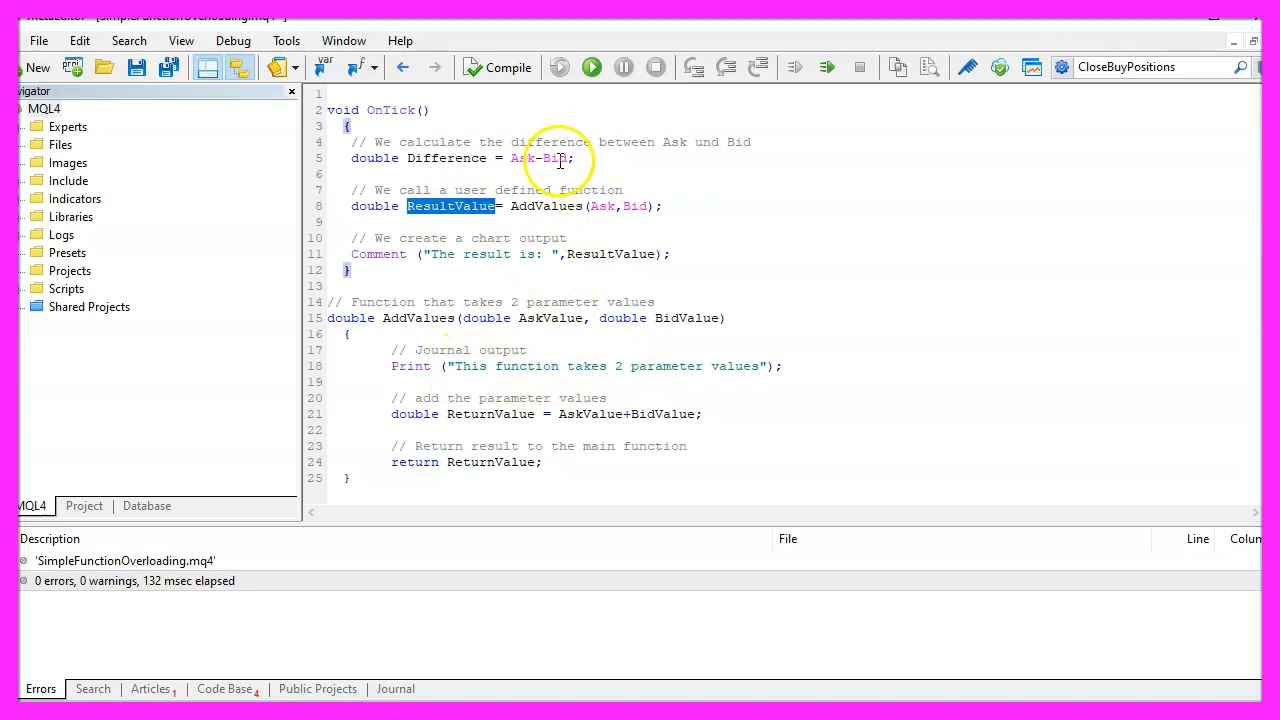 MetaEditor - [SimpleFunctionOverloading.mq4 *]
File Edit Search View Debug Tools Window Help
New Compile CloseBuyPositions
vigator
MQL4
Experts
Files
Images
Include
Indicators
Libraries
Logs
Presets
Projects
Scripts
Shared Projects
MQL4 Project Database
1
2 void OnTick()
3 {
4 // We calculate the difference between Ask und Bid
5 double Difference = Ask-Bid;
6
7 // We call a user defined function
8 double ResultValue= AddValues(Ask,Bid);
9
10 // We create a chart output
11 Comment ("The result is: ",ResultValue);
12 }
13
14 // Function that takes 2 parameter values
15 double AddValues(double AskValue, double BidValue)
16 {
17 // Journal output
18 Print ("This function takes 2 parameter values");
19
20 // add the parameter values
21 double ReturnValue = AskValue+BidValue;
22
23 // Return result to the main function
24 return ReturnValue;
25 }
Description File Line Colum
'SimpleFunctionOverloading.mq4'
0 errors, 0 warnings, 132 msec elapsed
Errors Search Articles 1 Code Base 4 Public Projects Journal